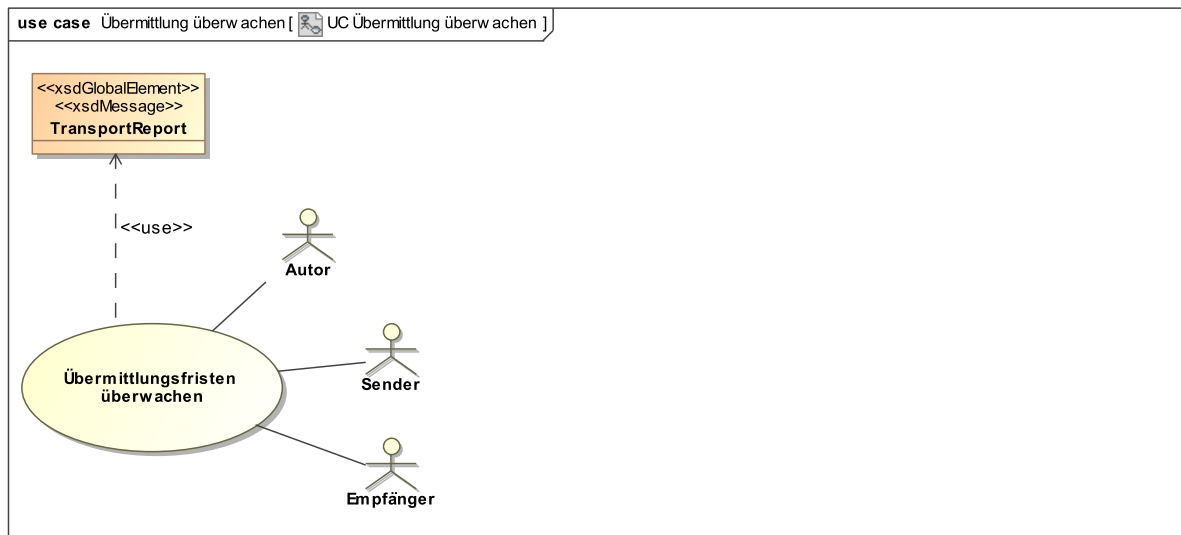 use case Übermittlung überwachen [ UC Übermittlung überwachen ]
<<xsdGlobalElement>>
<<xsdMessage>>
TransportReport
<<use>>
Autor
Sender
Übermittlungsfristen
überwachen
Empfänger